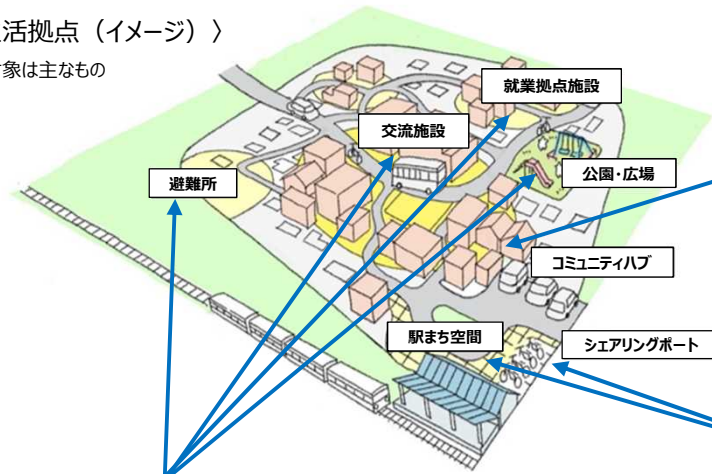 活拠点（イメージ）〉
象は主なもの
就業拠点施設
交流施設
公園・広場
避難所
コミュニティハブ
駅まち空間
シェアリングポート